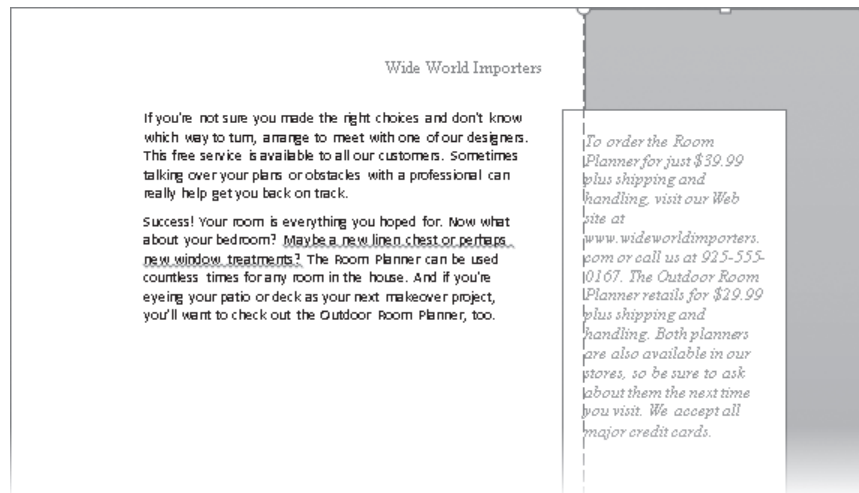 Wide World Importers
If you're not sure you made the right choices and don't know
which way to turn, arrange to meet with one of our designers.
This free service is available to all our customers. Sometimes
talking over your plans or obstacles with a professional can
really help get you back on track.
Success! Your room is everything you hoped for. Now what
about your bedroom? Maybe a new linen chest or perhaps
new window treatments? The Room Planner can be used
countless times for any room in the house. And if you're
eyeing your patio or deck as your next makeover project,
you'll want to check out the Outdoor Room Planner, too.
To order the Room
Planner for just $39.99
plus shipping and
handling, visit our Web
site at
www.wideworldimporters.
com or call us at 925-555-
0167. The Outdoor Room
Planner retails for $29.99
plus shipping and
handling. Both planners
are also available in our
stores, so be sure to ask
about them the next time
you visit. We accept all
major credit cards.